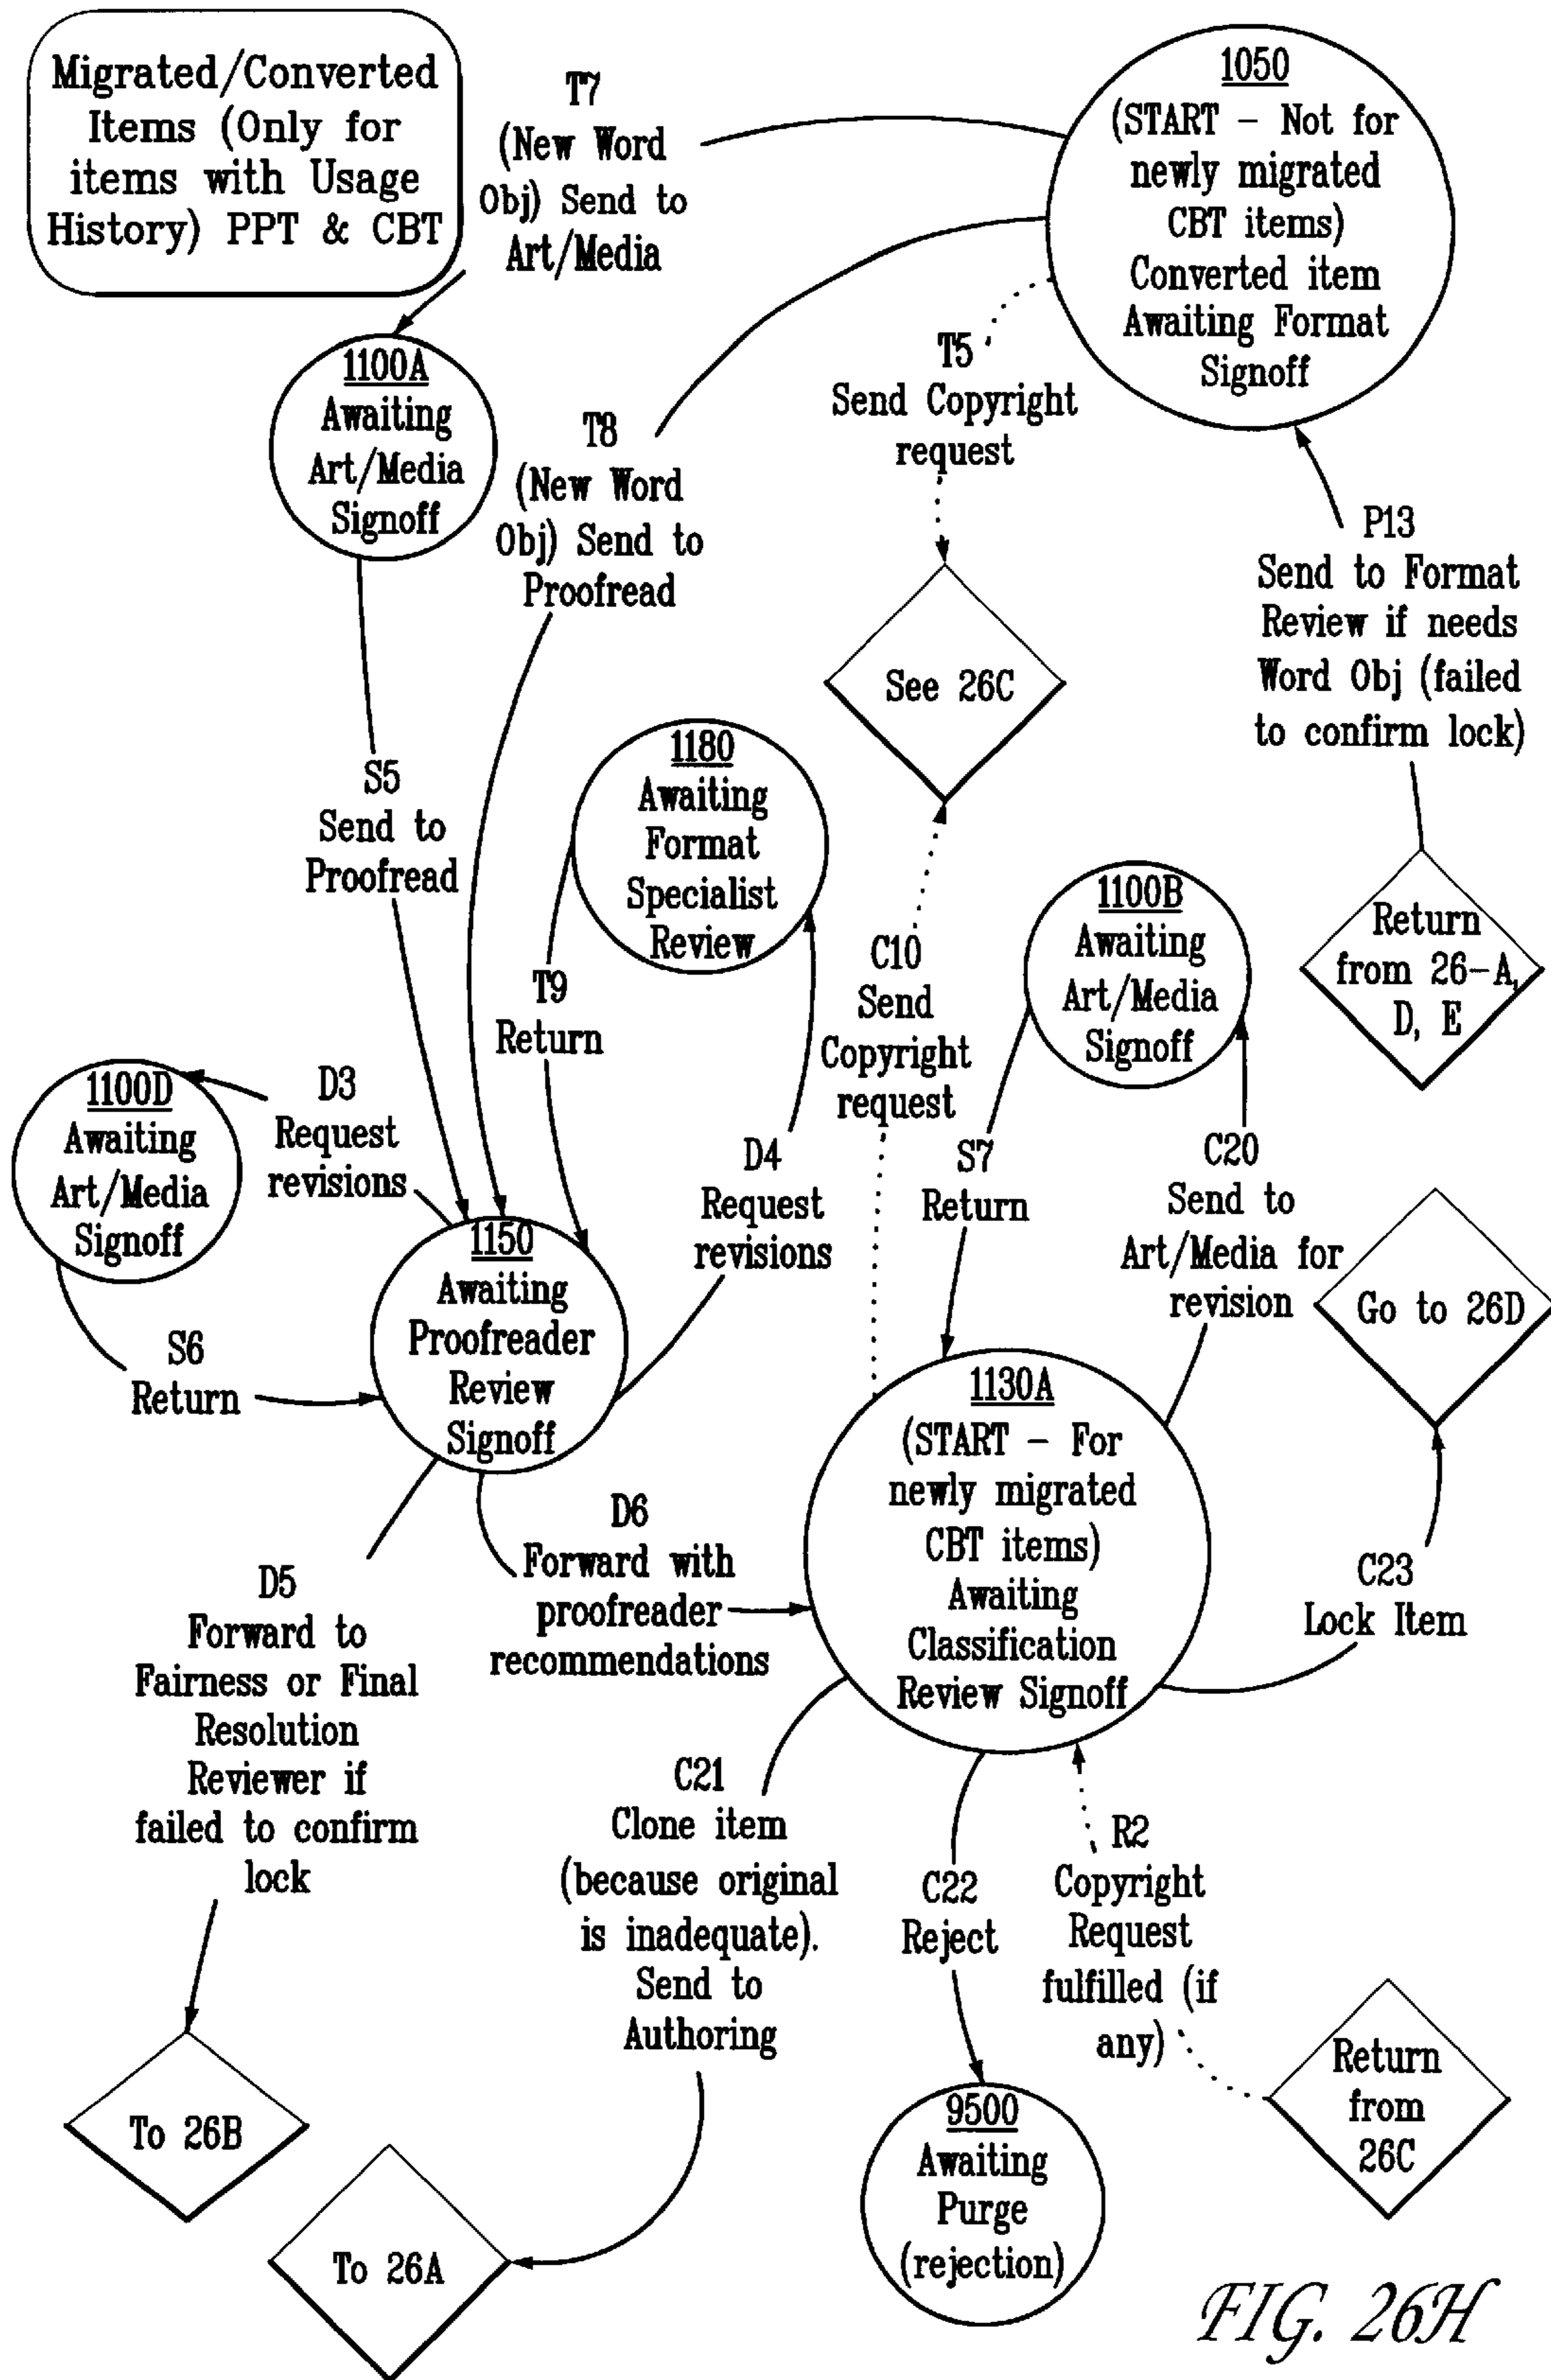 Migrated/Converted
Items (Only for
items with Usage
History) PPT & CBT
T7
(New Word
Obj) Send to
Art/Media
1050
(START - Not for
newly migrated
CBT items)
Converted item
Awaiting Format
Signoff
1100A
Awaiting
Art/Media
Signoff
T8
(New Word
Obj) Send to
Proofread
T5
Send Copyright
request
P13
Send to Format
Review if needs
Word Obj (failed
to confirm lock)
See 26C
S5
Send to
Proofread
1180
Awaiting
Format
Specialist
Review
1100B
Awaiting
Art/Media
Signoff
Return
from 26-A,
D, E
T9
Return
C10
Send
Copyright
request
1100D
Awaiting
Art/Media
Signoff
D3
Request
revisions
D4
Request
revisions
S7
Return
C20
Send to
Art/Media for
revision
Go to 26D
S6
Return
1150
Awaiting
Proofreader
Review
Signoff
1130A
(START - For
newly migrated
CBT items)
Awaiting
Classification
Review Signoff
D6
Forward with
proofreader
recommendations
C23
Lock Item
D5
Forward to
Fairness or Final
Resolution
Reviewer if
failed to confirm
lock
C21
Clone item
(because original
is inadequate).
Send to
Authoring
C22
Reject
R2
Copyright
Request
fulfilled (if
any)
Return
from
26C
To 26B
To 26A
9500
Awaiting
Purge
(rejection)
FIG. 26H